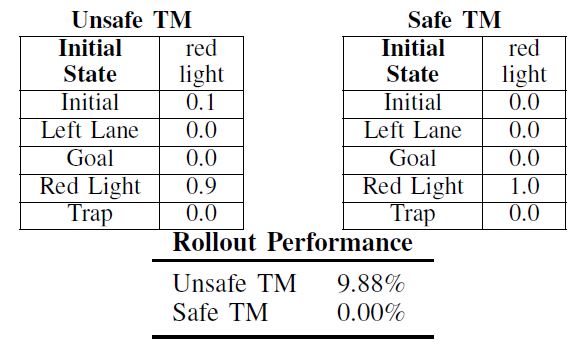 Unsafe TM
Initial State red light
Initial 0.1
Left Lane 0.0
Goal 0.0
Red Light 0.9
Trap 0.0
Safe TM
Initial State red light
Initial 0.0
Left Lane 0.0
Goal 0.0
Red Light 1.0
Trap 0.0
Rollout Performance
Unsafe TM 9.88%
Safe TM 0.00%